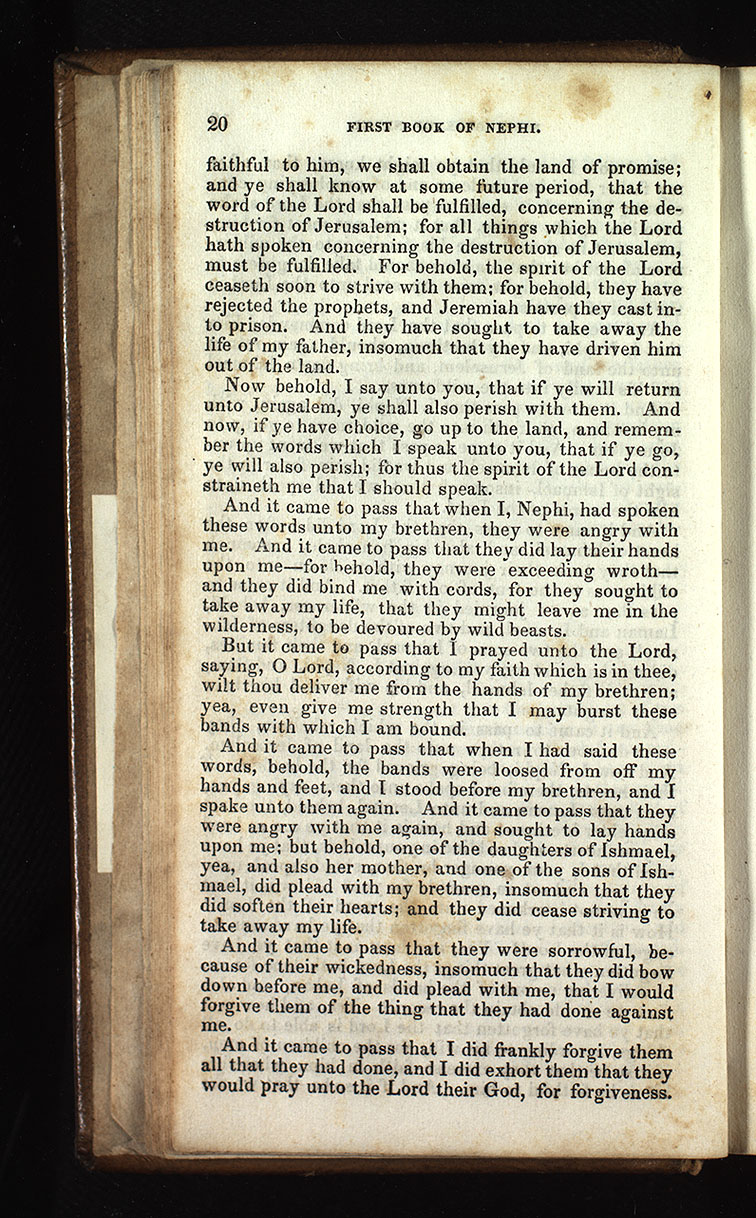 20 FIRST BOOK OF NEPHI.
faithful to him, we shall obtain the land of promise;
and ye shall know at some future period, that the
word of the Lord shall be fulfilled, concerning the de-
struction of Jerusalem; for all things which the Lord
hath spoken concerning the destruction of Jerusalem,
must be fulfilled. For behold, the spirit of the Lord
ceaseth soon to strive with them; for behold, they have
rejected the prophets, and Jeremiah have they cast in-
to prison. And they have sought to take away the
life of my father, insomuch that they have driven him
out of the land.
Now behold, I say unto you, that if ye will return
unto Jerusalem, ye shall also perish with them. And
now, if ye have choice, go up to the land, and remem-
ber the words which I speak unto you, that if ye go,
ye will also perish; for thus the spirit of the Lord con-
straineth me that I should speak.
And it came to pass that when I, Nephi, had spoken
these words unto my brethren, they were angry with
me. And it came to pass that they did lay their hands
upon me—for behold, they were exceeding wroth—
and they did bind me with cords, for they sought to
take away my life, that they might leave me in the
wilderness, to be devoured by wild beasts.
But it came to pass that I prayed unto the Lord,
saying, O Lord, according to my faith which is in thee,
wilt thou deliver me from the hands of my brethren;
yea, even give me strength that I may burst these
bands with which I am bound.
And it came to pass that when I had said these
words, behold, the bands were loosed from off my
hands and feet, and I stood before my brethren, and I
spake unto them again. And it came to pass that they
were angry with me again, and sought to lay hands
upon me; but behold, one of the daughters of Ishmael,
yea, and also her mother, and one of the sons of Ish-
mael, did plead with my brethren, insomuch that they
did soften their hearts; and they did cease striving to
take away my life.
And it came to pass that they were sorrowful, be-
cause of their wickedness, insomuch that they did bow
down before me, and did plead with me, that I would
forgive them of the thing that they had done against
me.
And it came to pass that I did frankly forgive them
all that they had done, and I did exhort them that they
would pray unto the Lord their God, for forgiveness.